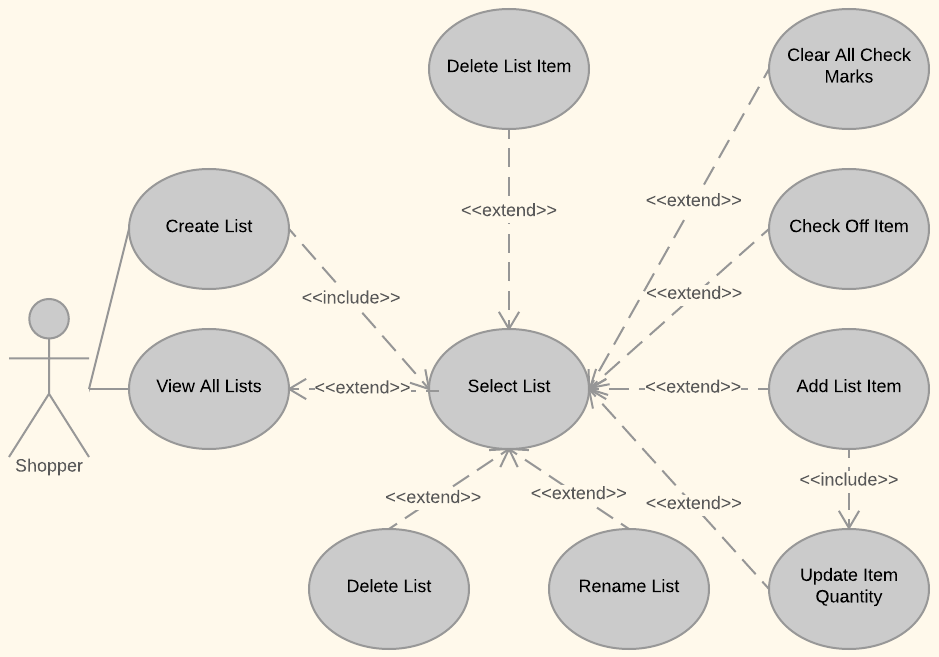 Delete List Item
Clear All Check
Marks
<<extend>>
<<extend>>
Create List
Check Off Item
<<include>>
<<extend>>
View All Lists
<<extend>>
Select List
<<extend>>
Add List Item
Shopper
<<extend>>
<<extend>>
<<extend>>
<<include>>
Delete List
Rename List
Update Item
Quantity